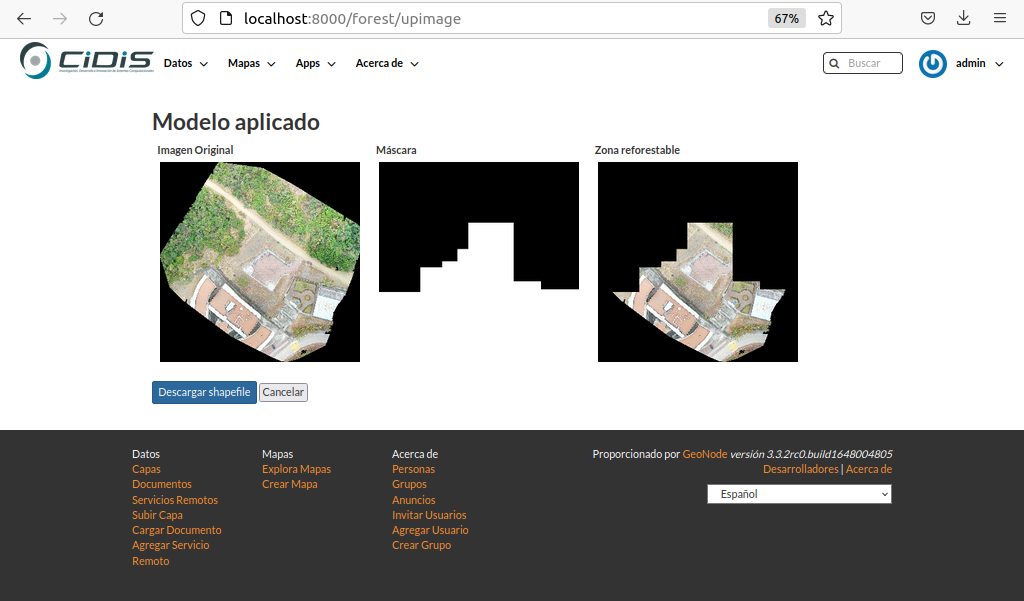 localhost:8000/forest/upimage
67%
CiDiS
Datos
Mapas
Apps
Acerca de
Buscar
admin
Modelo aplicado
Imagen Original
Máscara
Zona reforestable
Descargar shapefile
Cancelar
Datos
Capas
Documentos
Servicios Remotos
Subir Capa
Cargar Documento
Agregar Servicio
Remoto
Mapas
Explora Mapas
Crear Mapa
Acerca de
Personas
Grupos
Anuncios
Invitar Usuarios
Agregar Usuario
Crear Grupo
Proporcionado por GeoNode versión 3.3.2rc0.build1648004805
Desarrolladores | Acerca de
Español